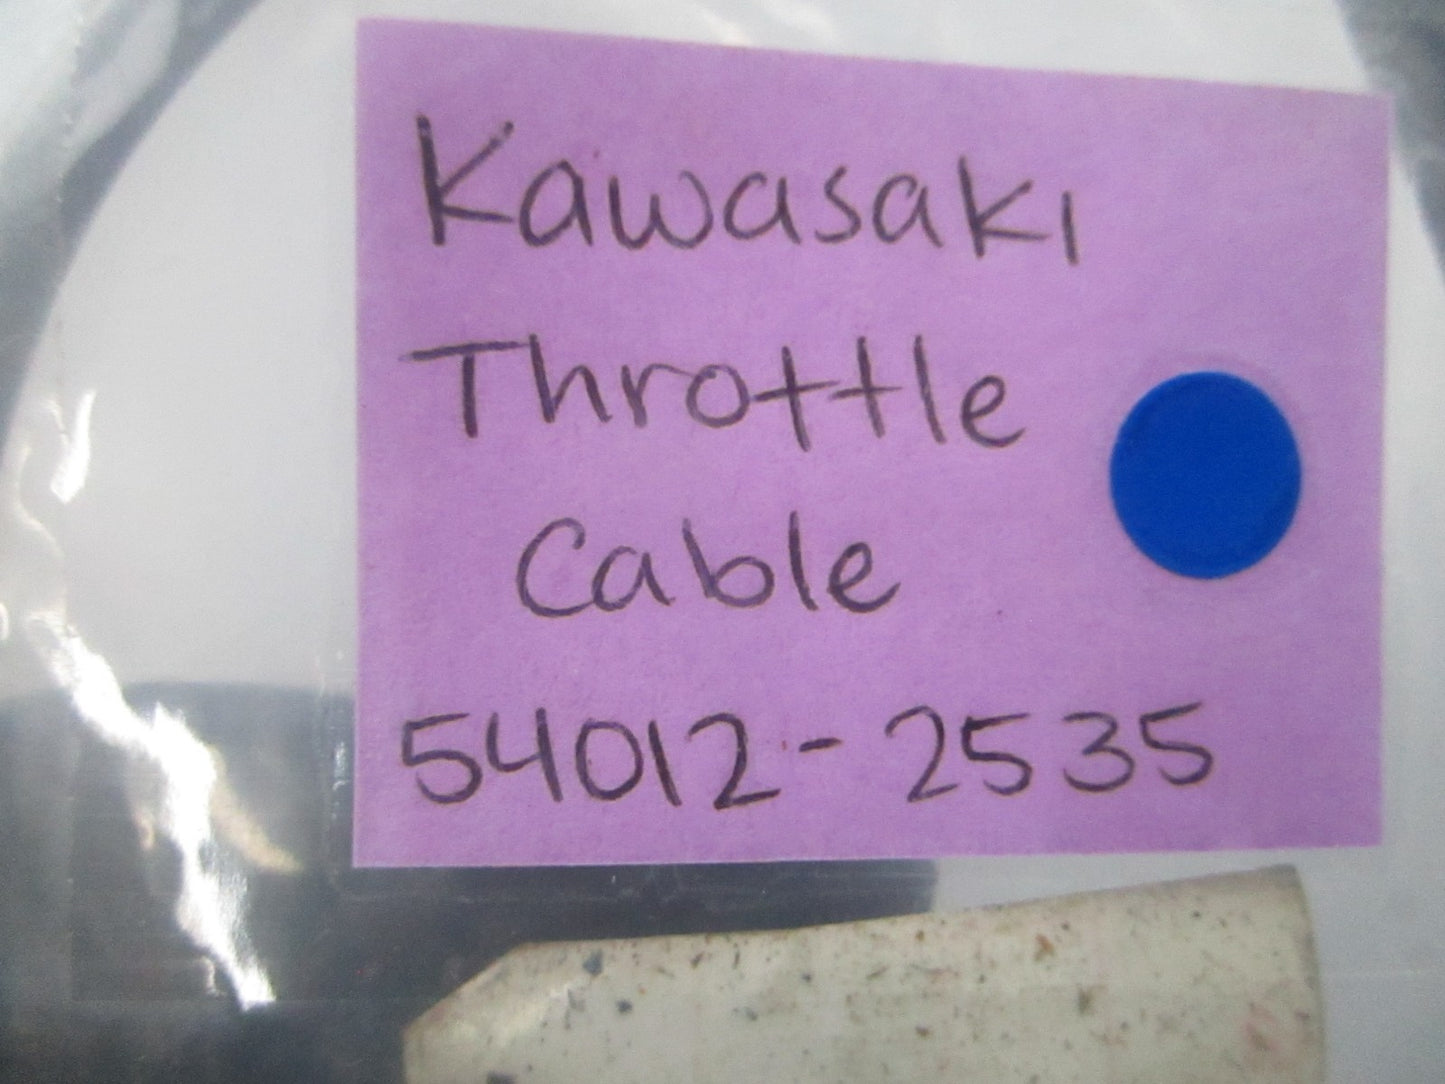 Kawasaki
Throttle
Cable
54012-2535